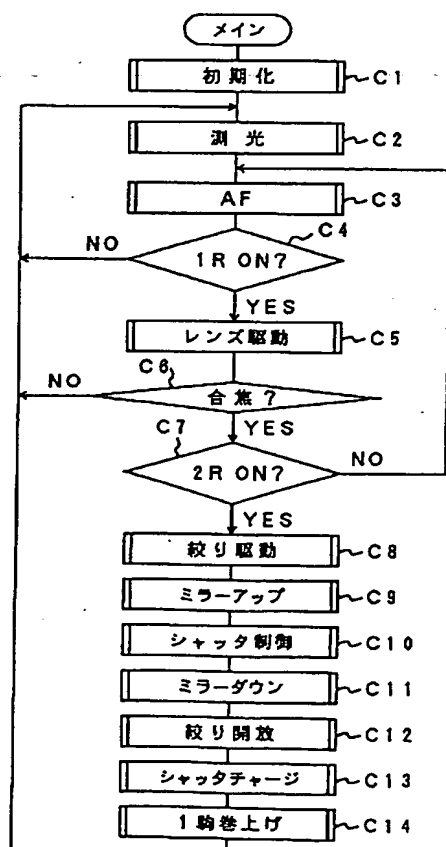 メイン
初期化 C1
測光 C2
AF C3
C4
NO 1R ON?
YES
レンズ駆動 C5
C6
NO 合焦?
C7 YES
2R ON? NO
YES
絞り駆動 C8
ミラーアップ C9
シャッタ制御 C10
ミラーダウン C11
絞り開放 C12
シャッタチャージ C13
1駒巻上げ C14